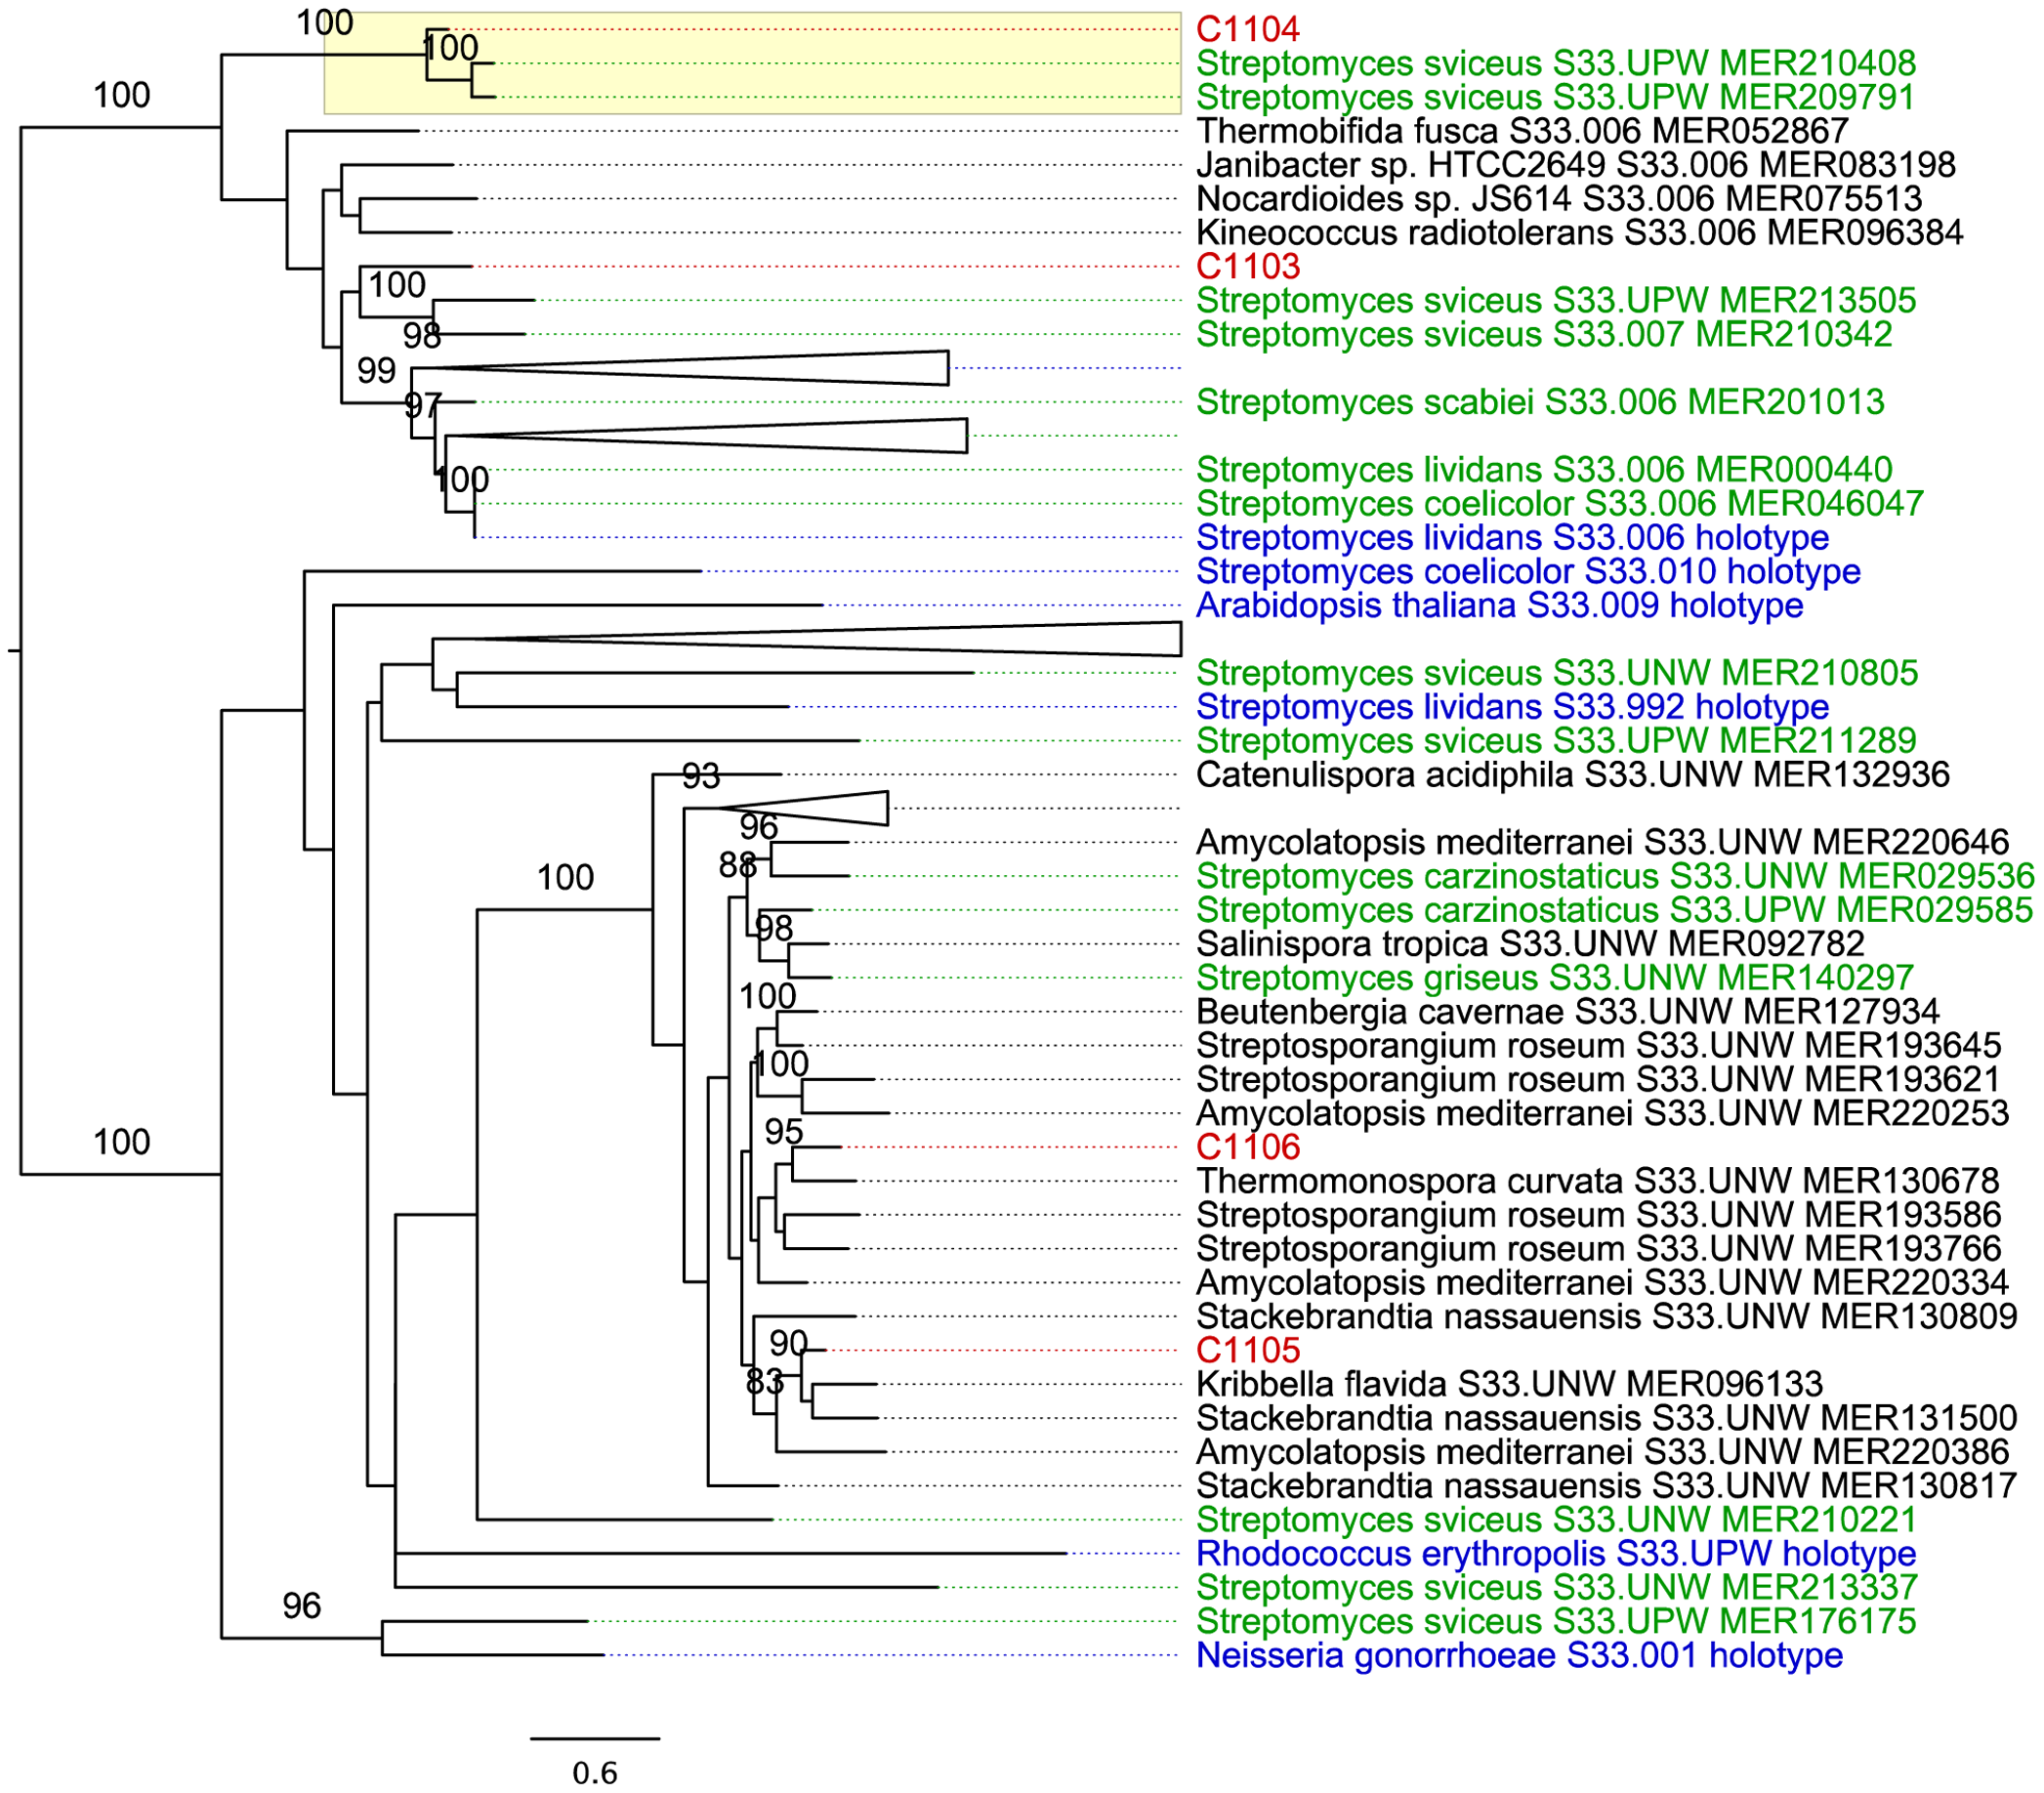 100
C1104
100
Streptomyces sviceus S33.UPW MER210408
100
Streptomyces sviceus S33.UPW MER209791
Thermobifida fusca S33.006 MER052867
Janibacter sp. HTCC2649 S33.006 MER083198
Nocardioides sp. JS614 S33.006 MER075513
Kineococcus radiotolerans S33.006 MER096384
C1103
100
Streptomyces sviceus S33.UPW MER213505
98
Streptomyces sviceus S33.007 MER210342
99
97
Streptomyces scabiei S33.006 MER201013
Streptomyces lividans S33.006 MER000440
100
Streptomyces coelicolor S33.006 MER046047
Streptomyces lividans S33.006 holotype
Streptomyces coelicolor S33.010 holotype
Arabidopsis thaliana S33.009 holotype
Streptomyces sviceus S33.UNW MER210805
Streptomyces lividans S33.992 holotype
Streptomyces sviceus S33.UPW MER211289
93
Catenulispora acidiphila S33.UNW MER132936
96
Amycolatopsis mediterranei S33.UNW MER220646
88
100
Streptomyces carzinostaticus S33.UNW MER029536
Streptomyces carzinostaticus S33.UPW MER029585
98
Salinispora tropica S33.UNW MER092782
Streptomyces griseus S33.UNW MER140297
100
Beutenbergia cavernae S33.UNW MER127934
Streptosporangium roseum S33.UNW MER193645
100
Streptosporangium roseum S33.UNW MER193621
Amycolatopsis mediterranei S33.UNW MER220253
95
100
C1106
Thermomonospora curvata S33.UNW MER130678
Streptosporangium roseum S33.UNW MER193586
Streptosporangium roseum S33.UNW MER193766
Amycolatopsis mediterranei S33.UNW MER220334
Stackebrandtia nassauensis S33.UNW MER130809
90
C1105
83
Kribbella flavida S33.UNW MER096133
Stackebrandtia nassauensis S33.UNW MER131500
Amycolatopsis mediterranei S33.UNW MER220386
Stackebrandtia nassauensis S33.UNW MER130817
Streptomyces sviceus S33.UNW MER210221
Rhodococcus erythropolis S33.UPW holotype
Streptomyces sviceus S33.UNW MER213337
96
Streptomyces sviceus S33.UPW MER176175
Neisseria gonorrhoeae S33.001 holotype
0.6